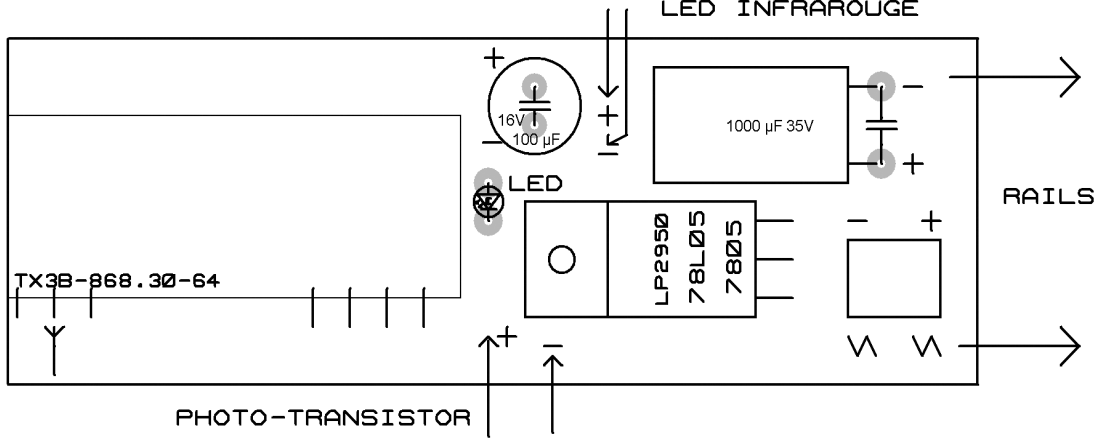 LED INFRAROUGE
+
16V
100 µF
-
+
-
1000 µF 35V
-
+
LED
RAILS
LP2950
78L05
7805
- +
TX3B-868.30-64
+ -
PHOTO-TRANSISTOR